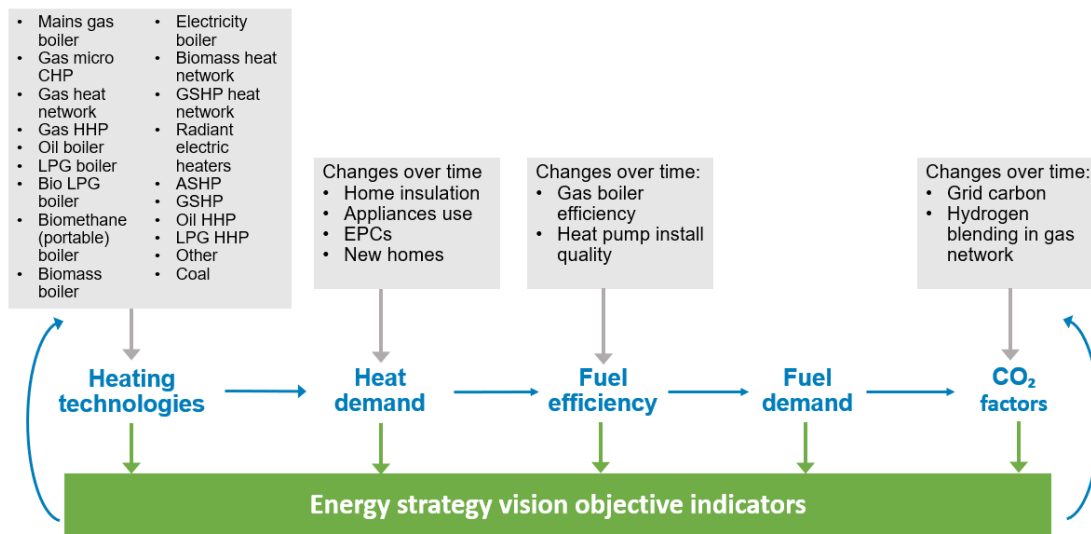 • Mains gas
boiler
• Gas micro
CHP
• Gas heat
network
• Gas HHP
• Oil boiler
• LPG boiler
• Bio LPG
boiler
• Biomethane
(portable)
boiler
• Biomass
boiler
• Electricity
boiler
• Biomass heat
network
• GSHP heat
network
• Radiant
electric
heaters
• ASHP
• GSHP
• Oil HHP
• LPG HHP
• Other
• Coal
Changes over time
• Home insulation
• Appliances use
• EPCs
• New homes
Changes over time:
• Gas boiler
efficiency
• Heat pump install
quality
Changes over time:
• Grid carbon
• Hydrogen
blending in gas
network
Heating
technologies
Heat
demand
Fuel
efficiency
Fuel
demand
CO₂
factors
Energy strategy vision objective indicators